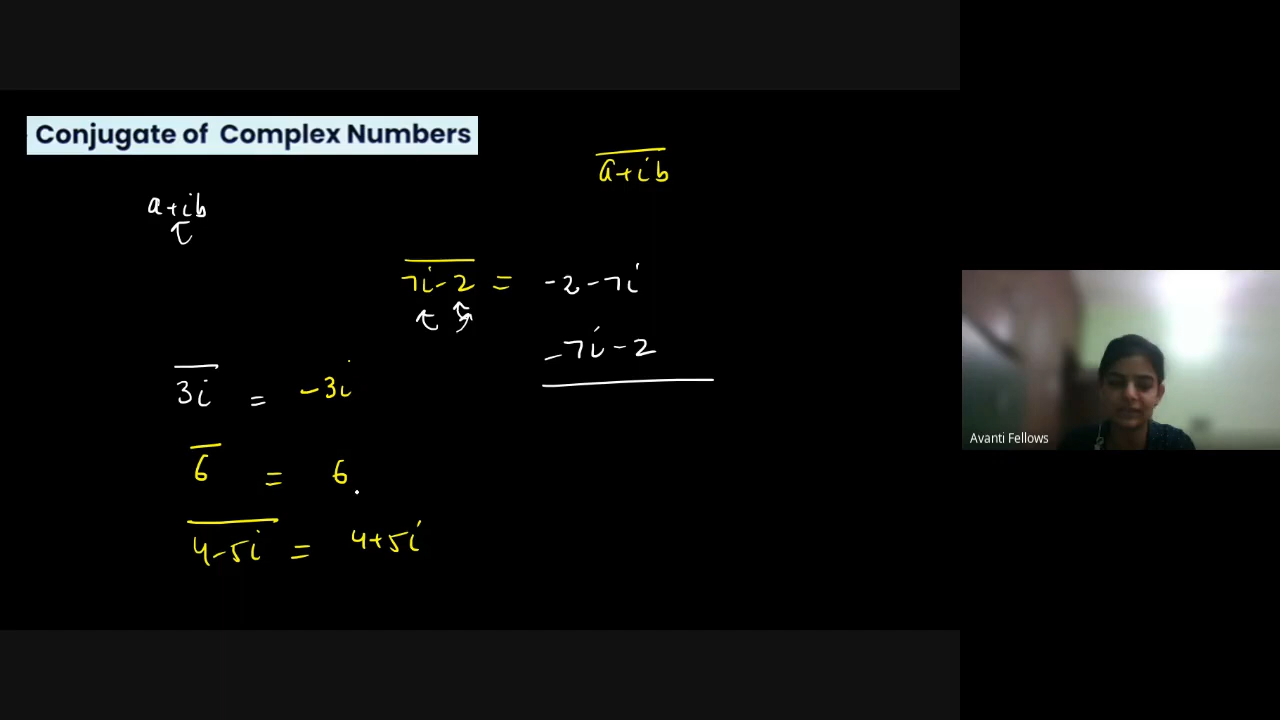 Conjugate of Complex Numbers
a+ib
a+ib
7i-2 = -2-7i
-7i-2
3i = -3i
6 = 6
4-5i = 4+5i
Avanti Fellows